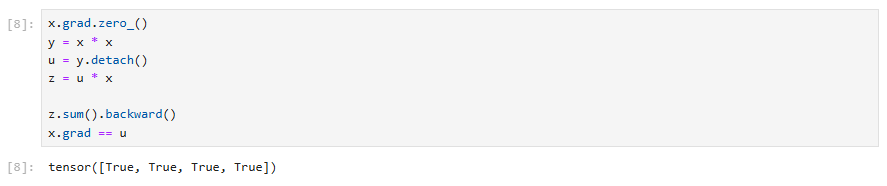 [8]: x.grad.zero_()
y = x * x
u = y.detach()
z = u * x
z.sum().backward()
x.grad == u
[8]: tensor([True, True, True, True])